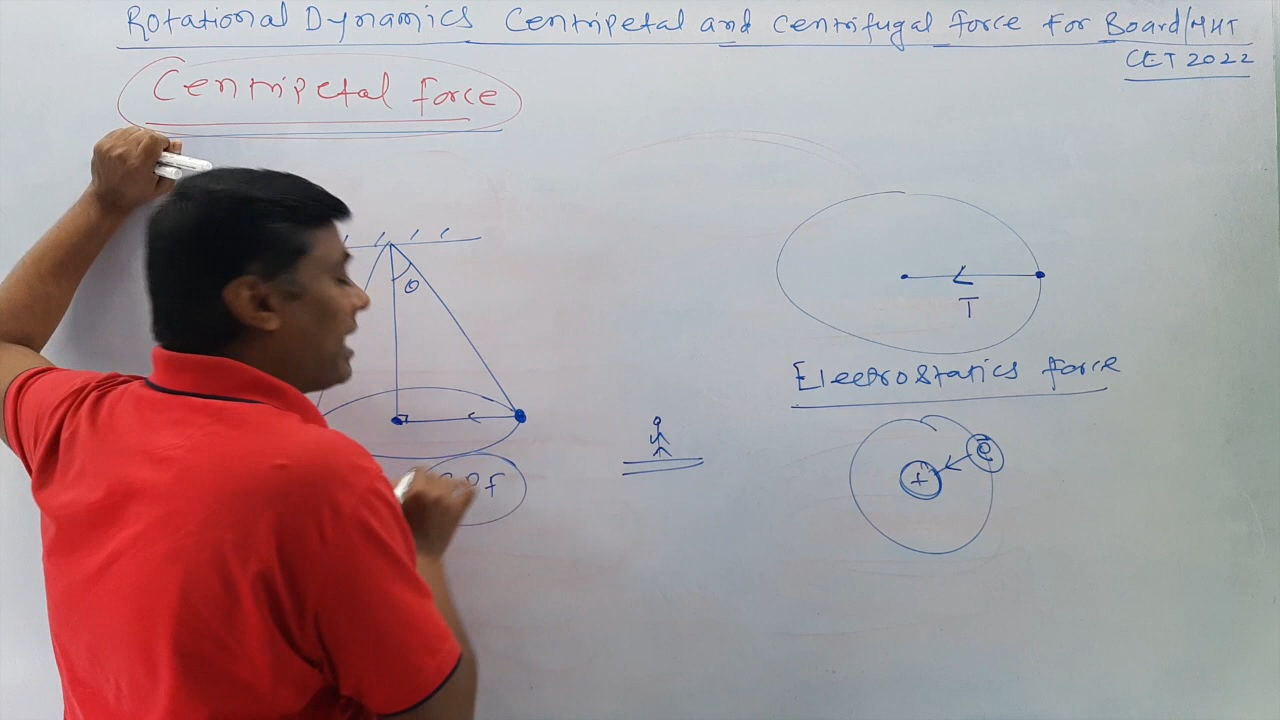 Rotational Dynamics Centripetal and Centrifugal force For Board/MHT
CET 2022
Centripetal force
θ
T
Electrostatics force
e
+